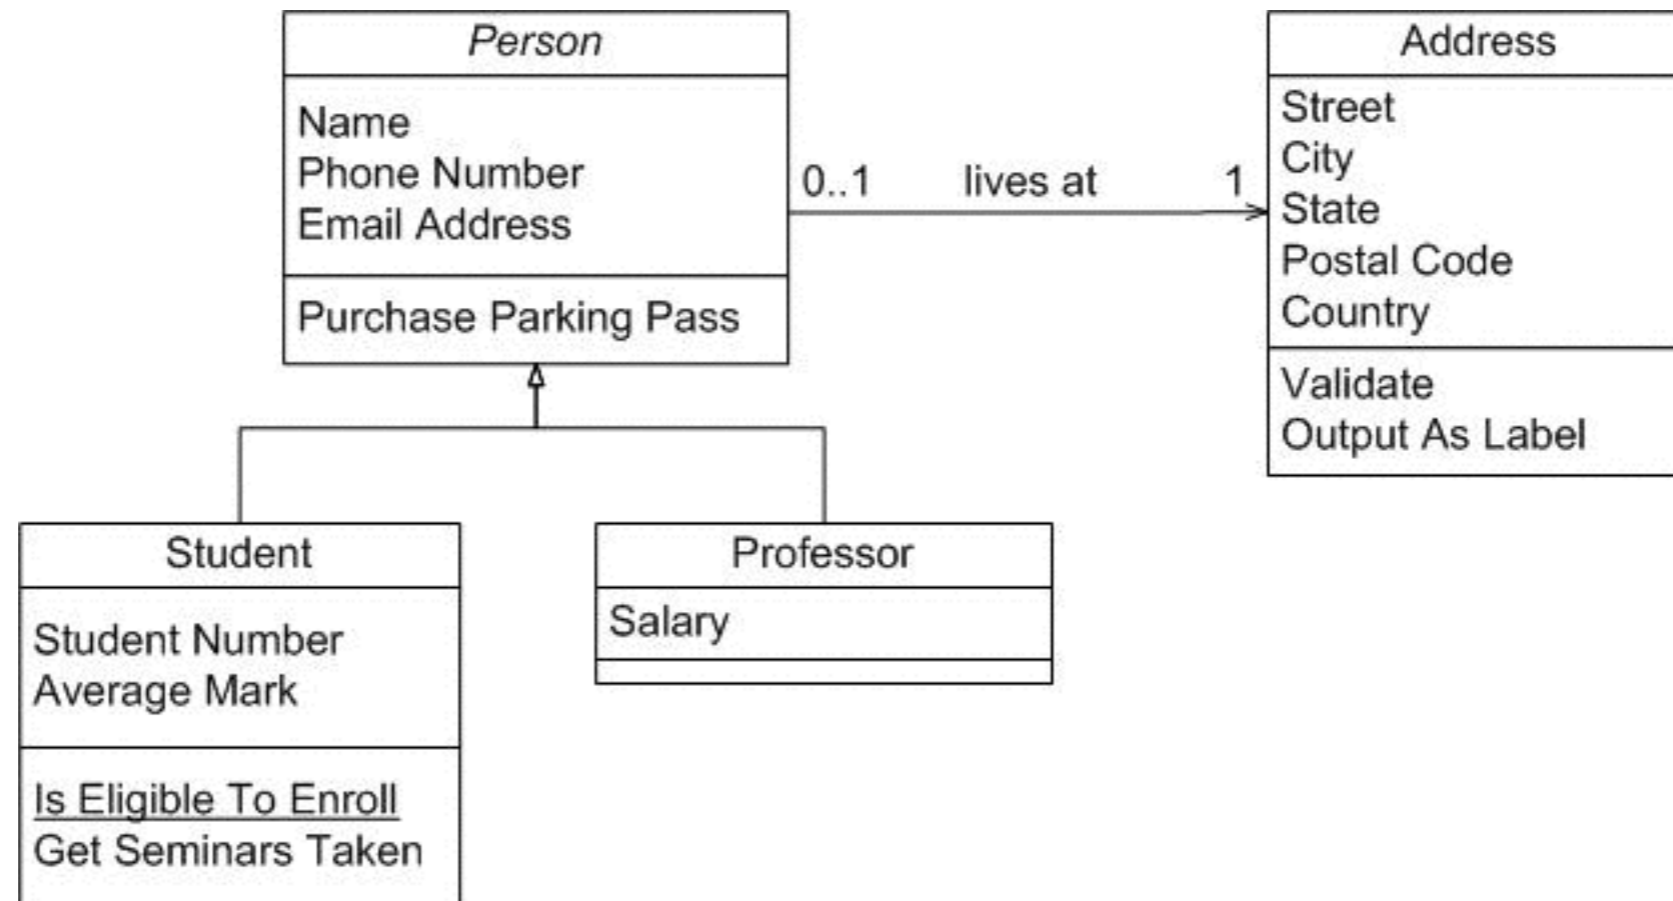 Person
Name
Phone Number
Email Address
Purchase Parking Pass
0..1 lives at 1
Address
Street
City
State
Postal Code
Country
Validate
Output As Label
Student
Student Number
Average Mark
Is Eligible To Enroll
Get Seminars Taken
Professor
Salary